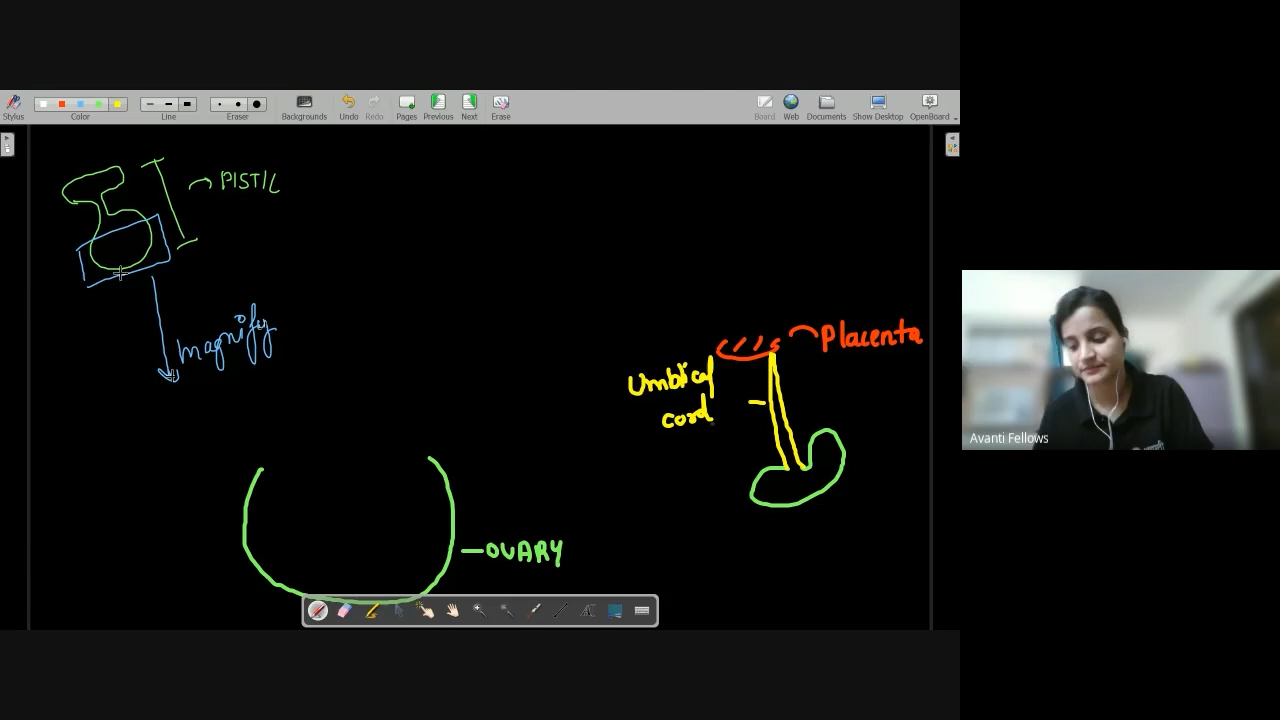 Stylus
Color
Line
Eraser
Backgrounds
Undo
Redo
Pages
Previous
Next
Erase
Board
Web
Documents
Show Desktop
OpenBoard
PISTIL
Magnify
Placenta
Umbilical
cord
OVARY
Avanti Fellows